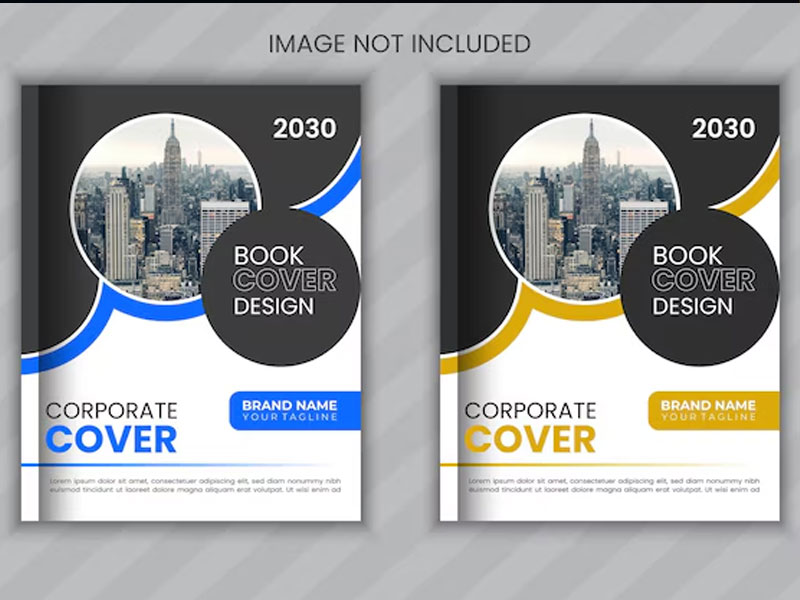 IMAGE NOT INCLUDED
2030
BOOK
COVER
DESIGN
BRAND NAME
YOUR TAGLINE
CORPORATE
COVER
Lorem ipsum dolor sit amet, consectetuer adipiscing elit, sed diam nonummy nibh
euismod tincidunt ut laoreet dolore magna aliquam erat volutpat. Ut wisi enim ad
2030
BOOK
COVER
DESIGN
BRAND NAME
YOUR TAGLINE
CORPORATE
COVER
Lorem ipsum dolor sit amet, consectetuer adipiscing elit, sed diam nonummy nibh
euismod tincidunt ut laoreet dolore magna aliquam erat volutpat. Ut wisi enim ad